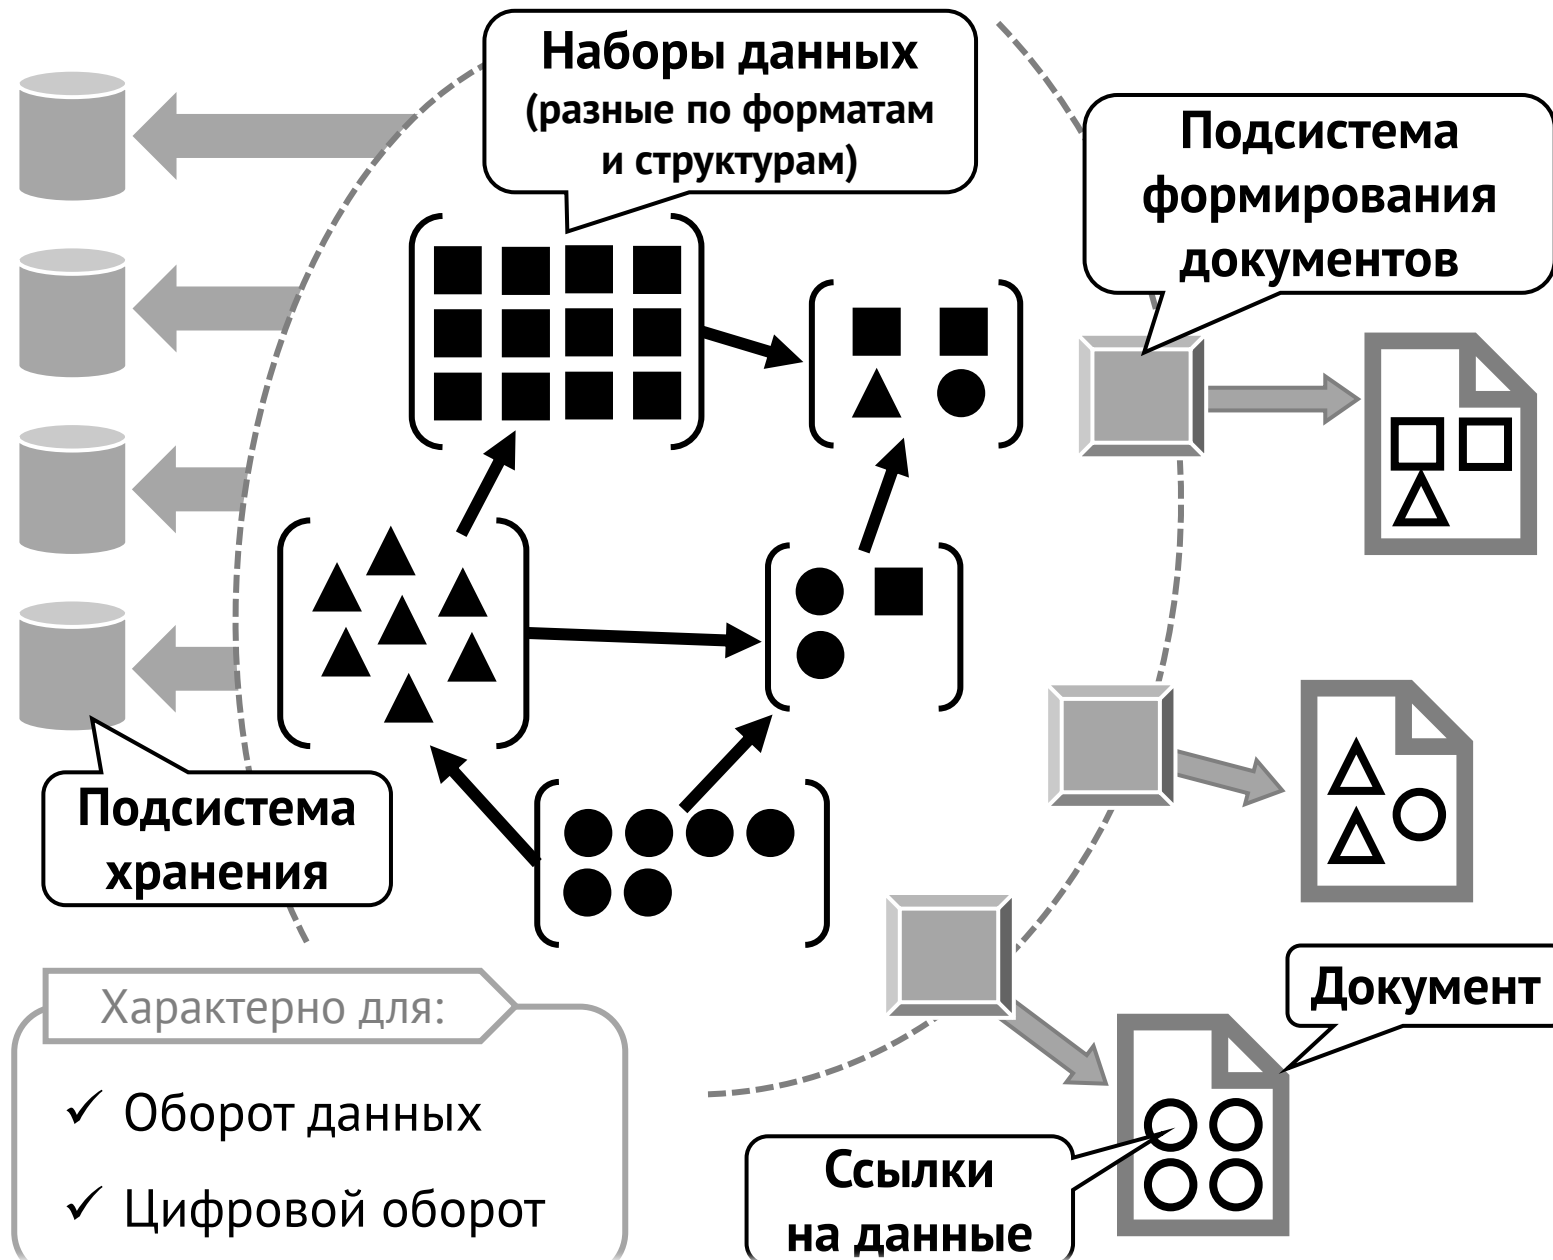 Наборы данных
(разные по форматам
и структурам)
Подсистема
формирования
документов
Подсистема
хранения
Характерно для:
✓ Оборот данных
✓ Цифровой оборот
Документ
Ссылки
на данные